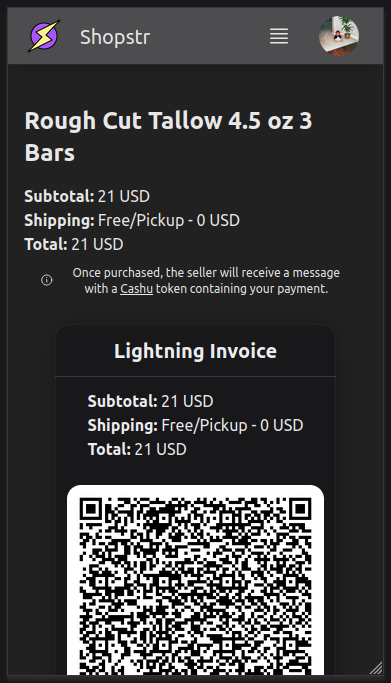 Shopstr
Rough Cut Tallow 4.5 oz 3
Bars
Subtotal: 21 USD
Shipping: Free/Pickup - 0 USD
Total: 21 USD
Once purchased, the seller will receive a message
with a Cashu token containing your payment.
Lightning Invoice
Subtotal: 21 USD
Shipping: Free/Pickup - 0 USD
Total: 21 USD